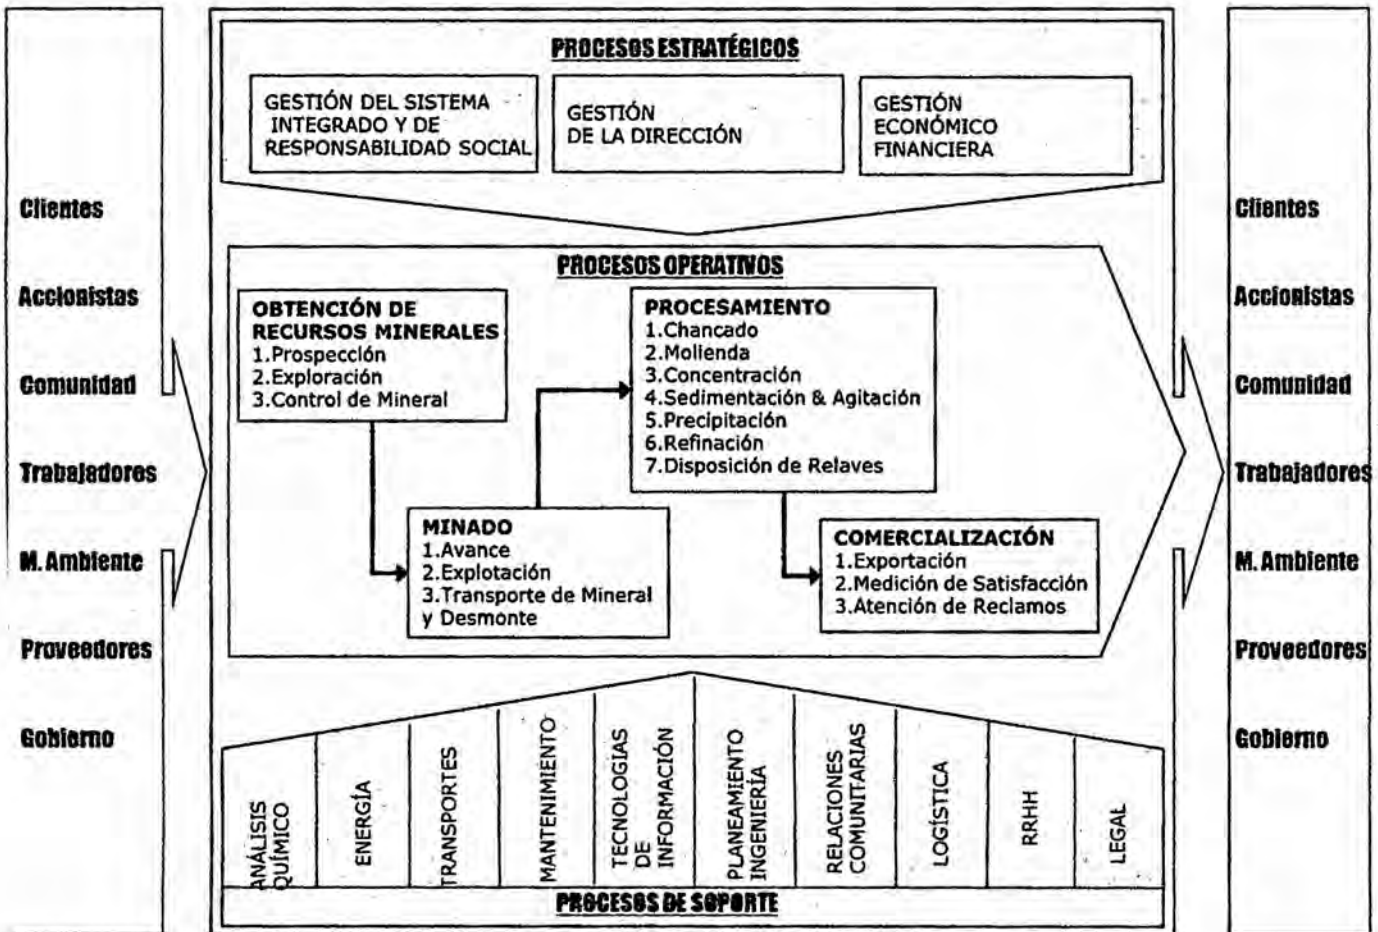 Clientes
Accionistas
Comunidad
Trabajadores
M. Ambiente
Proveedores
Gobierno
PROCESOS ESTRATÉGICOS
GESTIÓN DEL SISTEMA
INTEGRADO Y DE
RESPONSABILIDAD SOCIAL
GESTIÓN
DE LA DIRECCIÓN
GESTIÓN
ECONÓMICO
FINANCIERA
PROCESOS OPERATIVOS
OBTENCIÓN DE
RECURSOS MINERALES
1.Prospección
2.Exploración
3.Control de Mineral
MINADO
1.Avance
2.Explotación
3.Transporte de Mineral
y Desmonte
PROCESAMIENTO
1.Chancado
2.Molienda
3.Concentración
4.Sedimentación & Agitación
5.Precipitación
6.Refinación
7.Disposición de Relaves
COMERCIALIZACIÓN
1.Exportación
2.Medición de Satisfacción
3.Atención de Reclamos
ANÁLISIS
QUÍMICO
ENERGÍA
TRANSPORTES
MANTENIMIENTO
TECNOLOGIAS
DE
INFORMACIÓN
PLANEAMIENTO
INGENIERÍA
RELACIONES
COMUNITARIAS
LOGÍSTICA
RRHH
LEGAL
PROCESOS DE SOPORTE
Clientes
Accionistas
Comunidad
Trabajadores
M. Ambiente
Proveedores
Gobierno